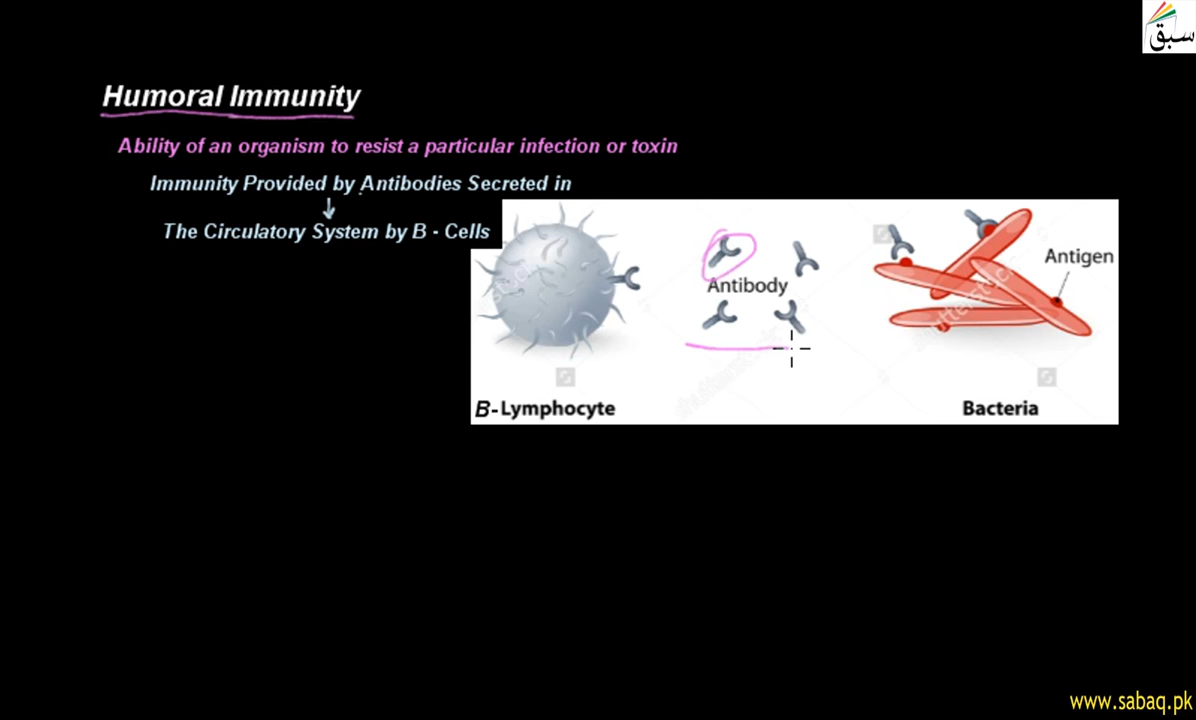 سبق
Humoral Immunity
Ability of an organism to resist a particular infection or toxin
Immunity Provided by Antibodies Secreted in
The Circulatory System by B - Cells
Antibody
Antigen
B-Lymphocyte
Bacteria
shutterstock
www.sabaq.pk